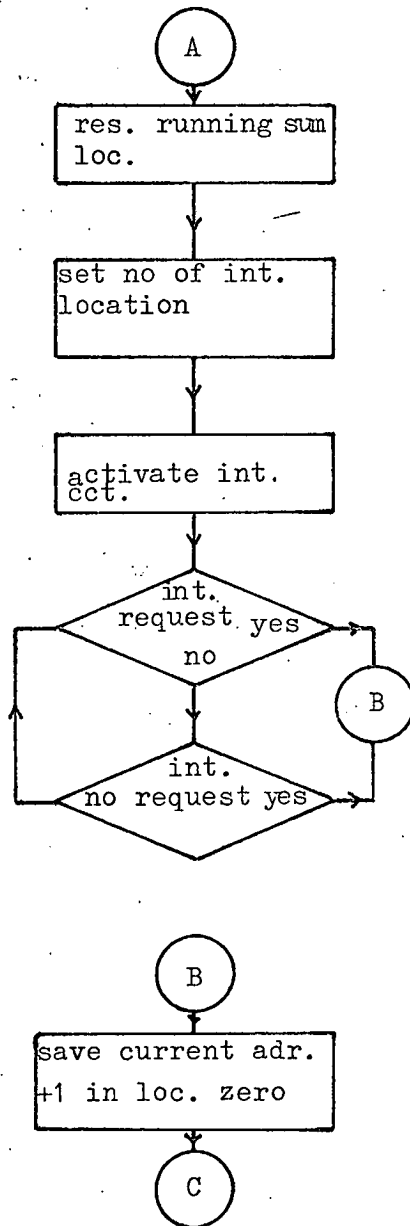 A
res. running sum
loc.
set no of int.
location
activate int.
cct.
int.
request yes
no
B
int.
no request yes
B
save current adr.
+1 in loc. zero
C